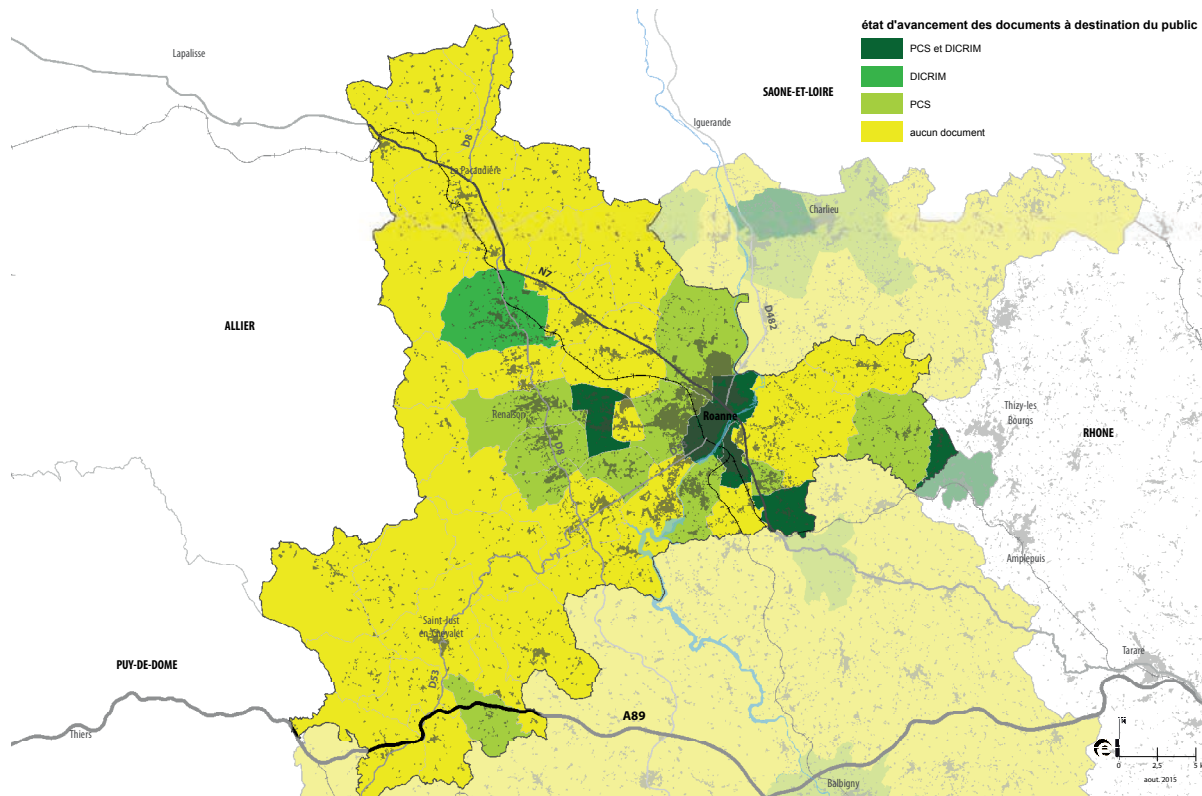 état d'avancement des documents à destination du public
PCS et DICRIM
DICRIM
PCS
aucun document
Lapalisse
SAONE-ET-LOIRE
Iguerande
D8
La Pacaudière
Charlieu
N7
D482
ALLIER
Renaison
Roanne
Thizy-les
Bourgs
RHONE
D8
Amplepuis
Saint-Just
en Chevalet
PUY-DE-DOME
D53
Tarare
A89
Thiers
Balbigny
0
2,5
5 k
aout. 2015